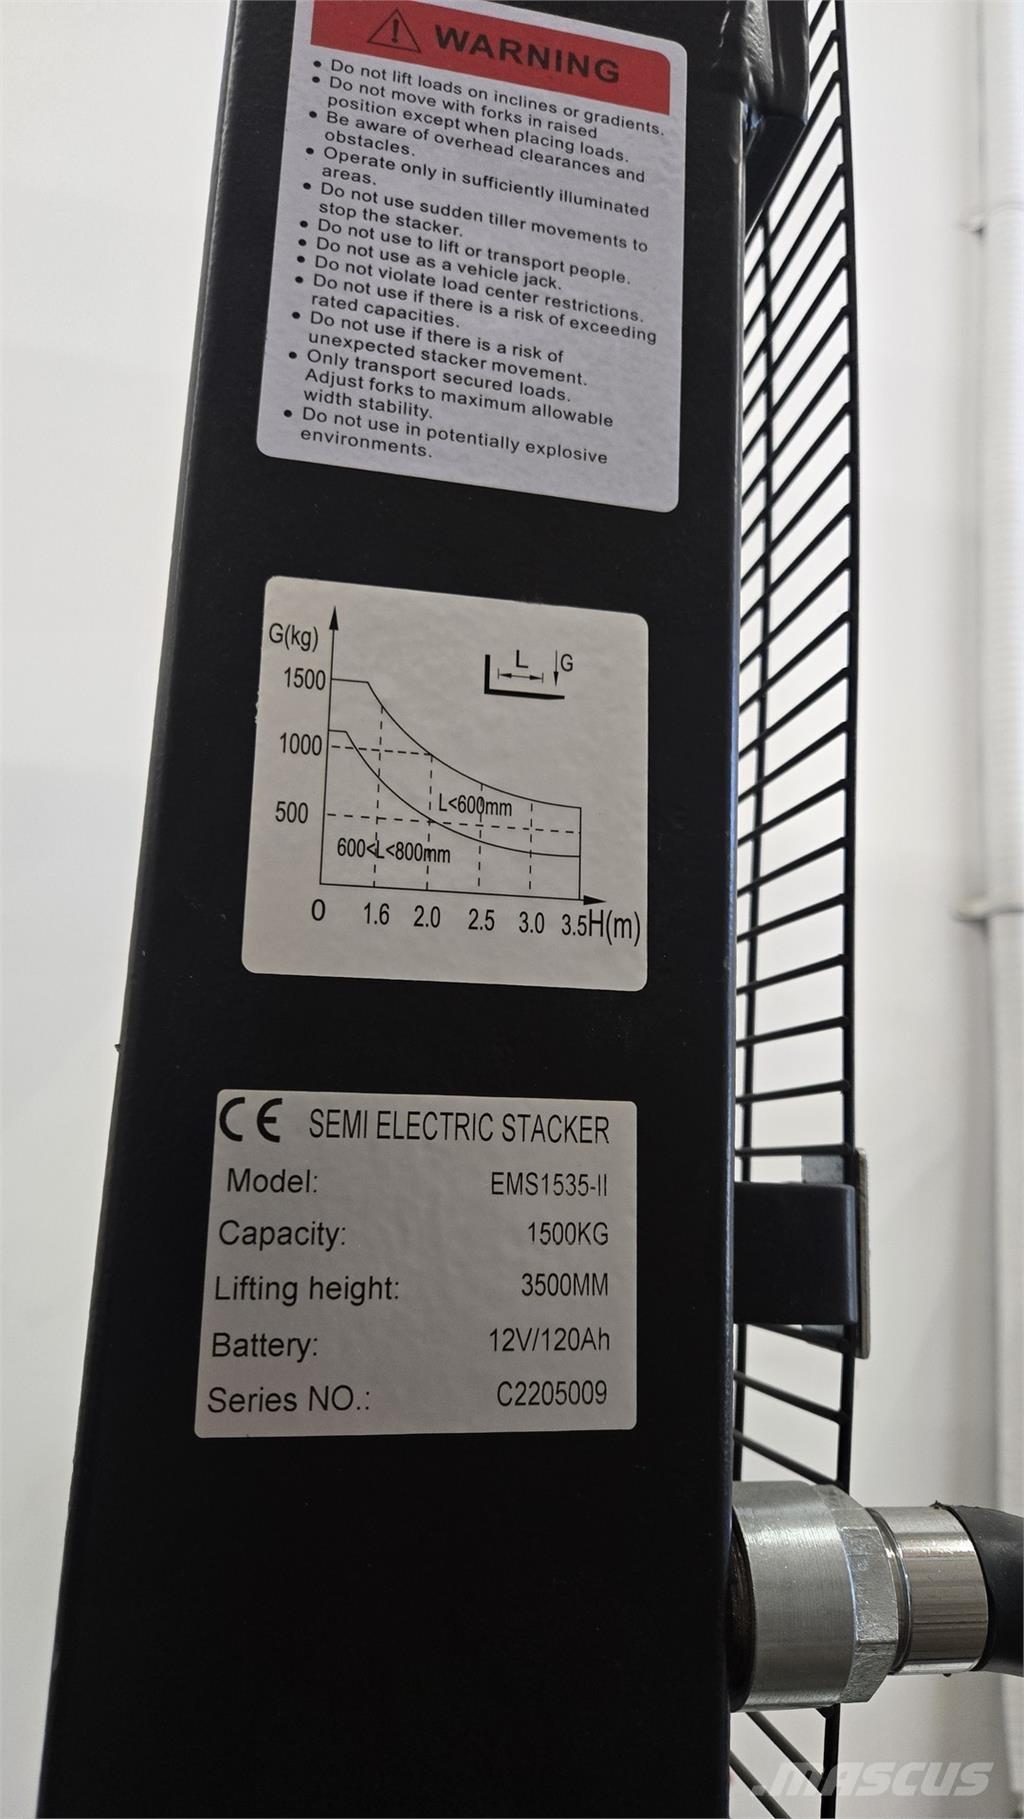 WARNING
• Do not lift loads on inclines or gradients.
• Do not move with forks in raised
position except when placing loads.
• Be aware of overhead clearances and
obstacles.
• Operate only in sufficiently illuminated
areas.
• Do not use sudden tiller movements to
stop the stacker.
• Do not use to lift or transport people.
• Do not use as a vehicle jack.
• Do not violate load center restrictions.
• Do not use if there is a risk of exceeding
rated capacities.
• Do not use if there is a risk of
unexpected stacker movement.
• Only transport secured loads.
Adjust forks to maximum allowable
width stability.
• Do not use in potentially explosive
environments.
G(kg)
L G
1500
1000
500
L<600mm
600<L<800mm
O 1.6 2.0 2.5 3.0 3.5H(m)
CE SEMI ELECTRIC STACKER
Model: EMS1535-II
Capacity: 1500KG
Lifting height: 3500MM
Battery: 12V/120Ah
Series NO.: C2205009
MASCUS